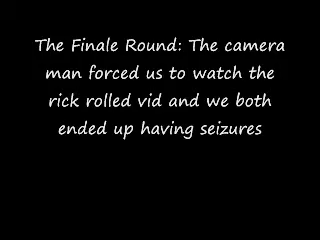 The Finale Round: The camera
man forced us to watch the
rick rolled vid and we both
ended up having seizures